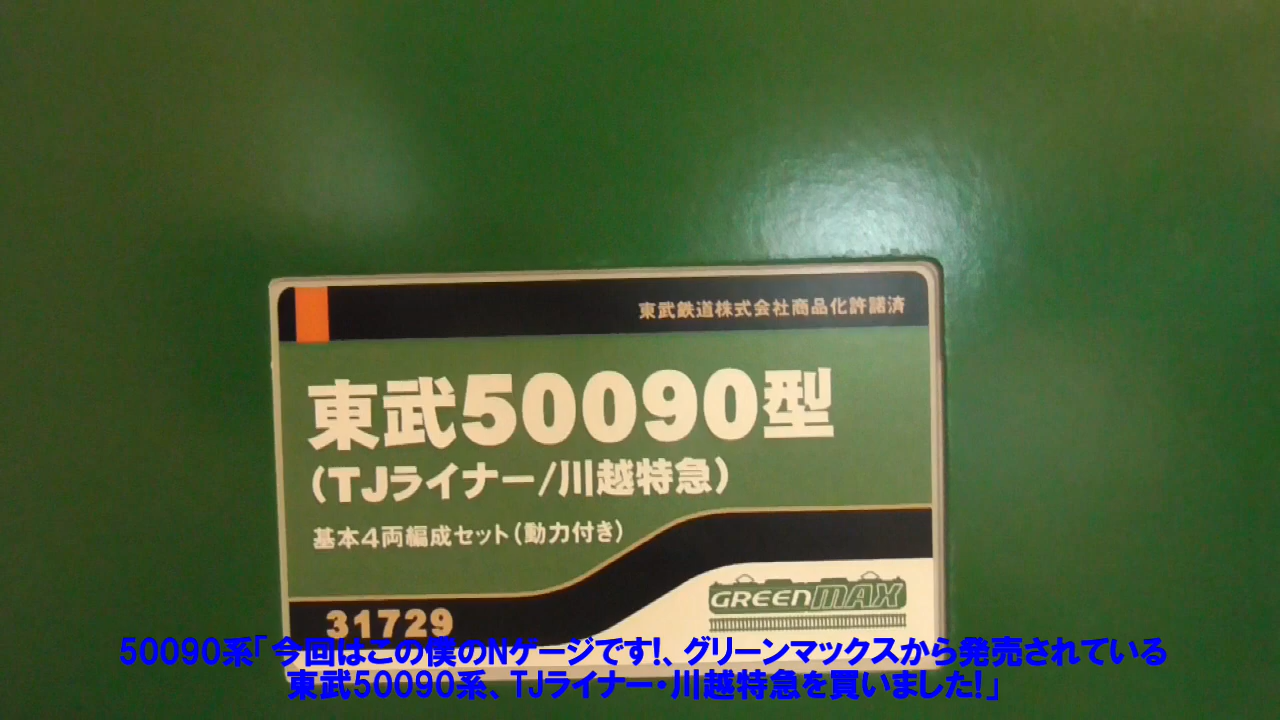 東武鉄道株式会社商品化許諾済
東武50090型
(TJライナー/川越特急)
基本4両編成セット(動力付き)
31729
GREENMAX
50090系「今回はこの僕のNゲージです!、グリーンマックスから発売されている
東武50090系、TJライナー・川越特急を買いました!」